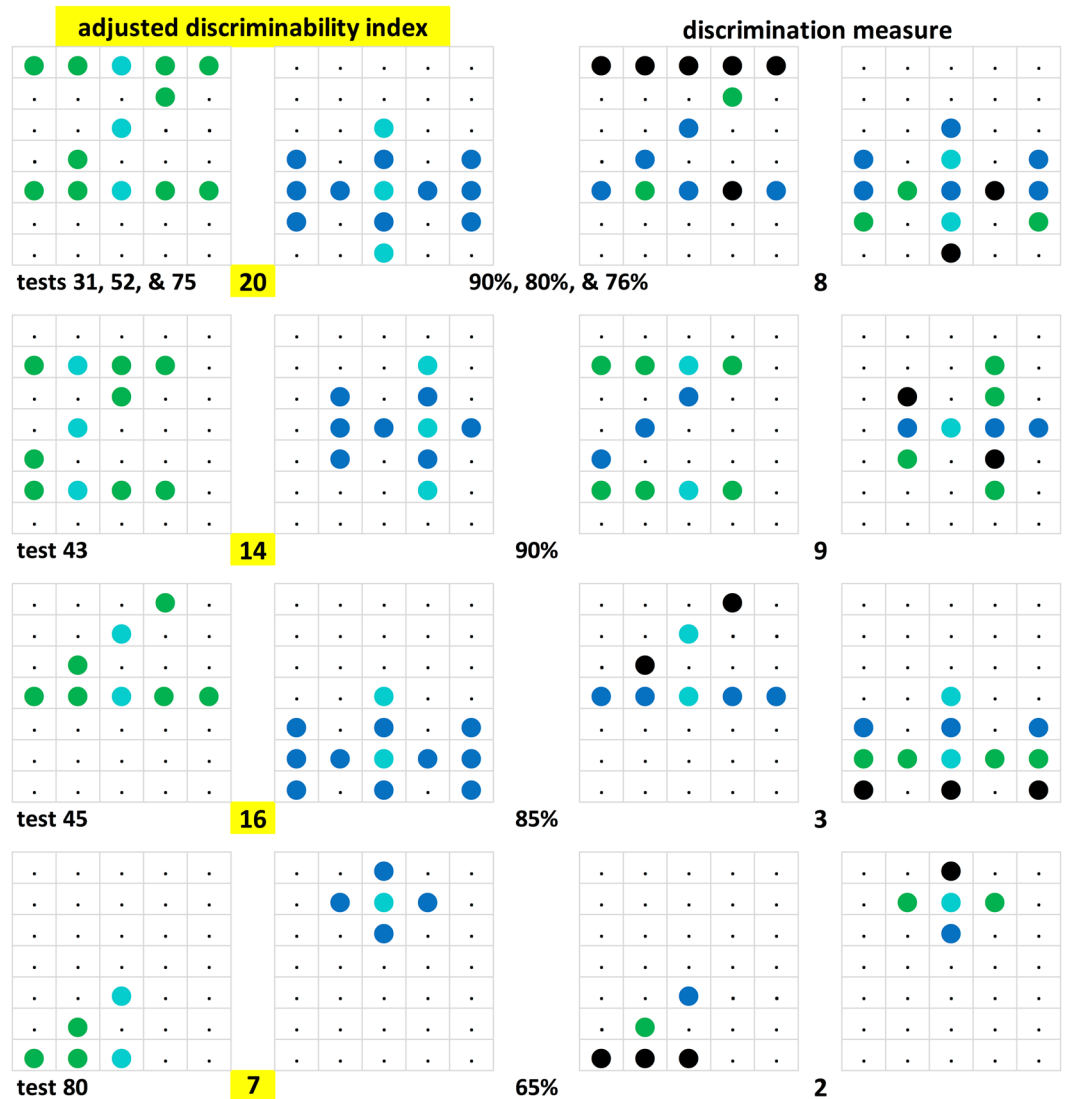 adjusted discriminability index
discrimination measure
tests 31, 52, & 75
20
90%, 80%, & 76%
8
test 43
14
90%
9
test 45
16
85%
3
test 80
7
65%
2